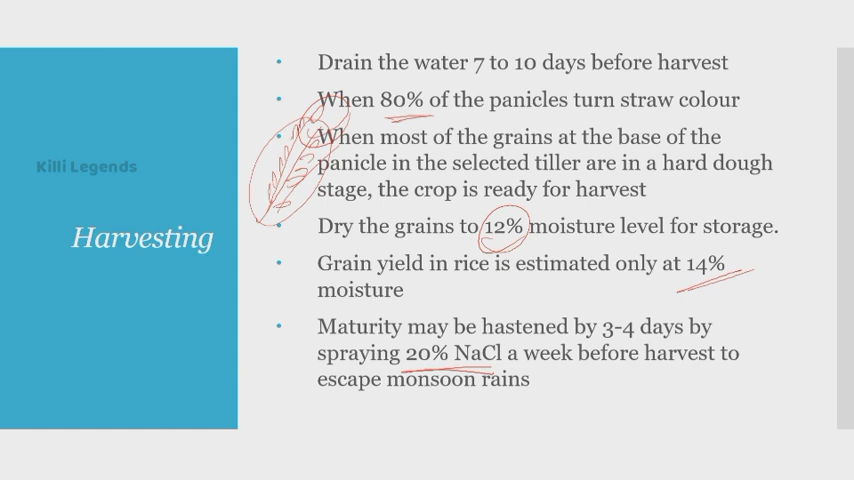 Killi Legends
Harvesting
• Drain the water 7 to 10 days before harvest
• When 80% of the panicles turn straw colour
• When most of the grains at the base of the
panicle in the selected tiller are in a hard dough
stage, the crop is ready for harvest
• Dry the grains to 12% moisture level for storage.
• Grain yield in rice is estimated only at 14%
moisture
• Maturity may be hastened by 3-4 days by
spraying 20% NaCl a week before harvest to
escape monsoon rains